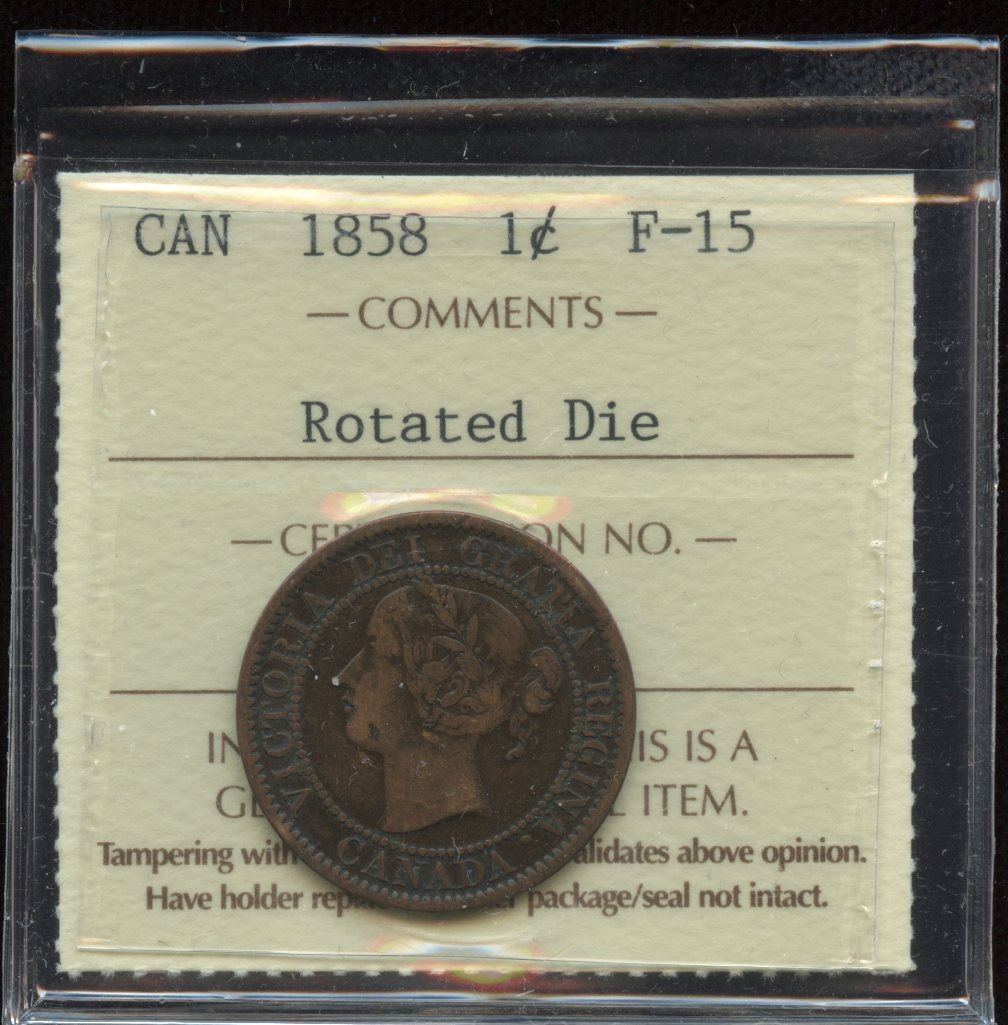 CAN 1858 1¢ F-15
— COMMENTS —
Rotated Die
— CER ON NO. —
VICTORIA DEI GRATIA REGINA.
CANADA
IN IS IS A
GE ITEM.
Tampering with alidates above opinion.
Have holder rep package/seal not intact.